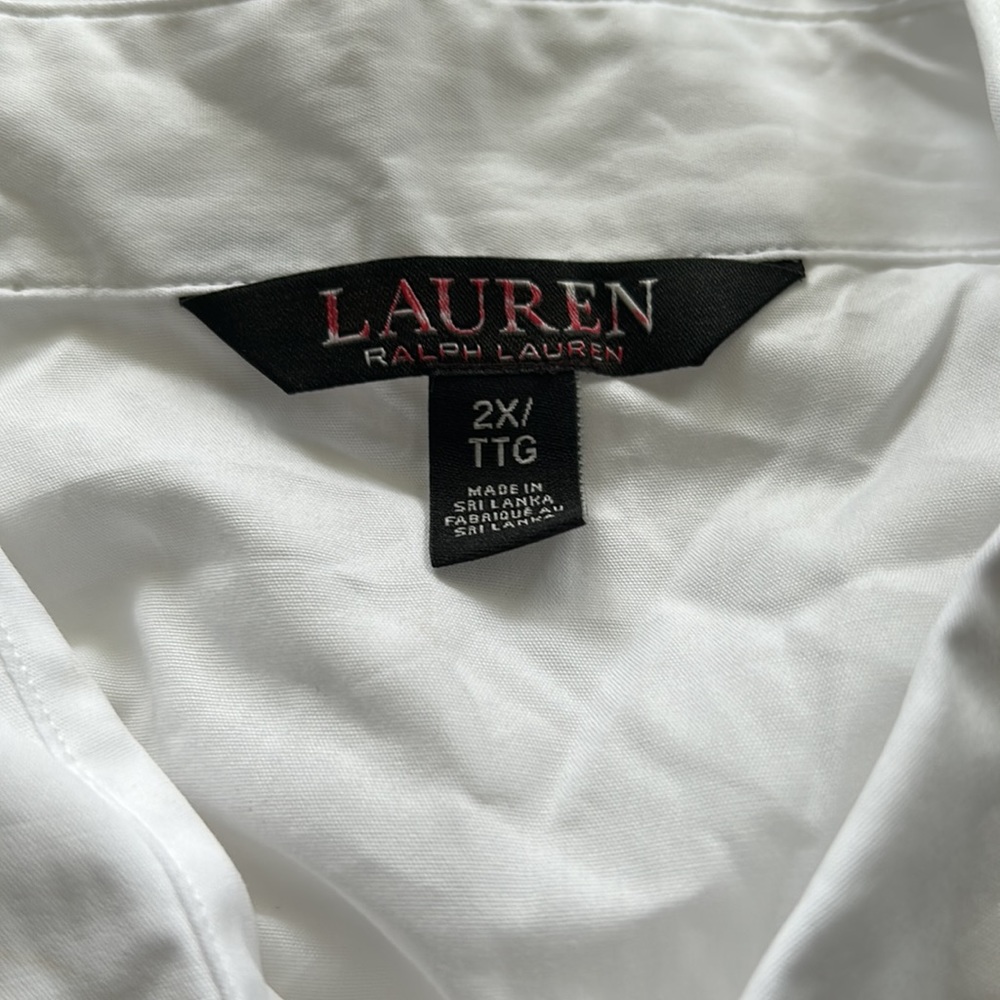 LAUREN
RALPH LAUREN
2X/
TTG
MADE IN
SRI LANKA
FABRIQUÉ AU
SRI LANKA